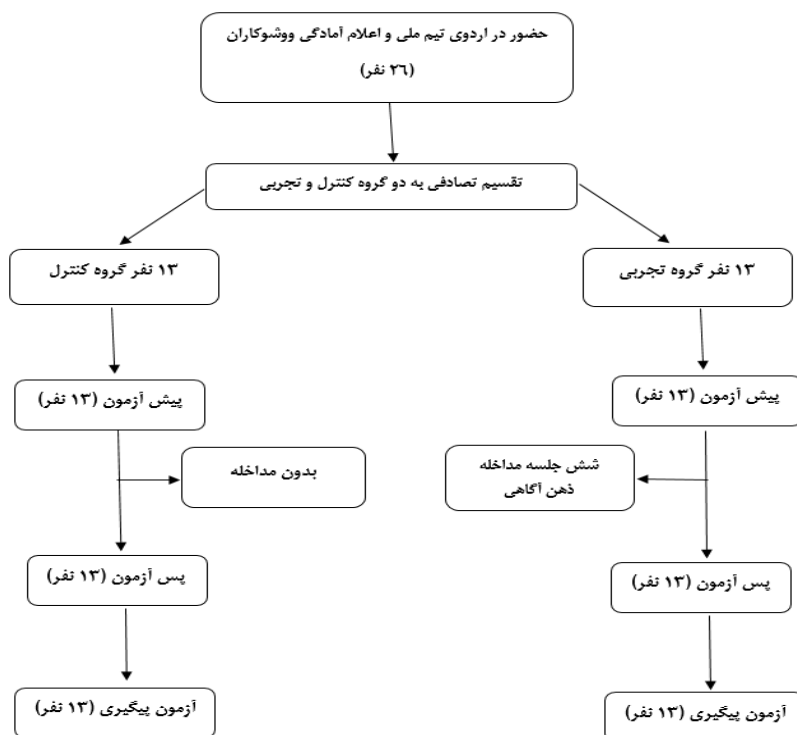 حضور در اردوی تیم ملی و اعلام آمادگی ووشوکاران
(۲۶ نفر)
تقسیم تصادفی به دو گروه کنترل و تجربی
۱۳ نفر گروه تجربی
۱۳ نفر گروه کنترل
پیش آزمون (۱۳ نفر)
پیش آزمون (۱۳ نفر)
شش جلسه مداخله
ذهن آگاهی
بدون مداخله
پس آزمون (۱۳ نفر)
پس آزمون (۱۳ نفر)
آزمون پیگیری (۱۳ نفر)
آزمون پیگیری (۱۳ نفر)